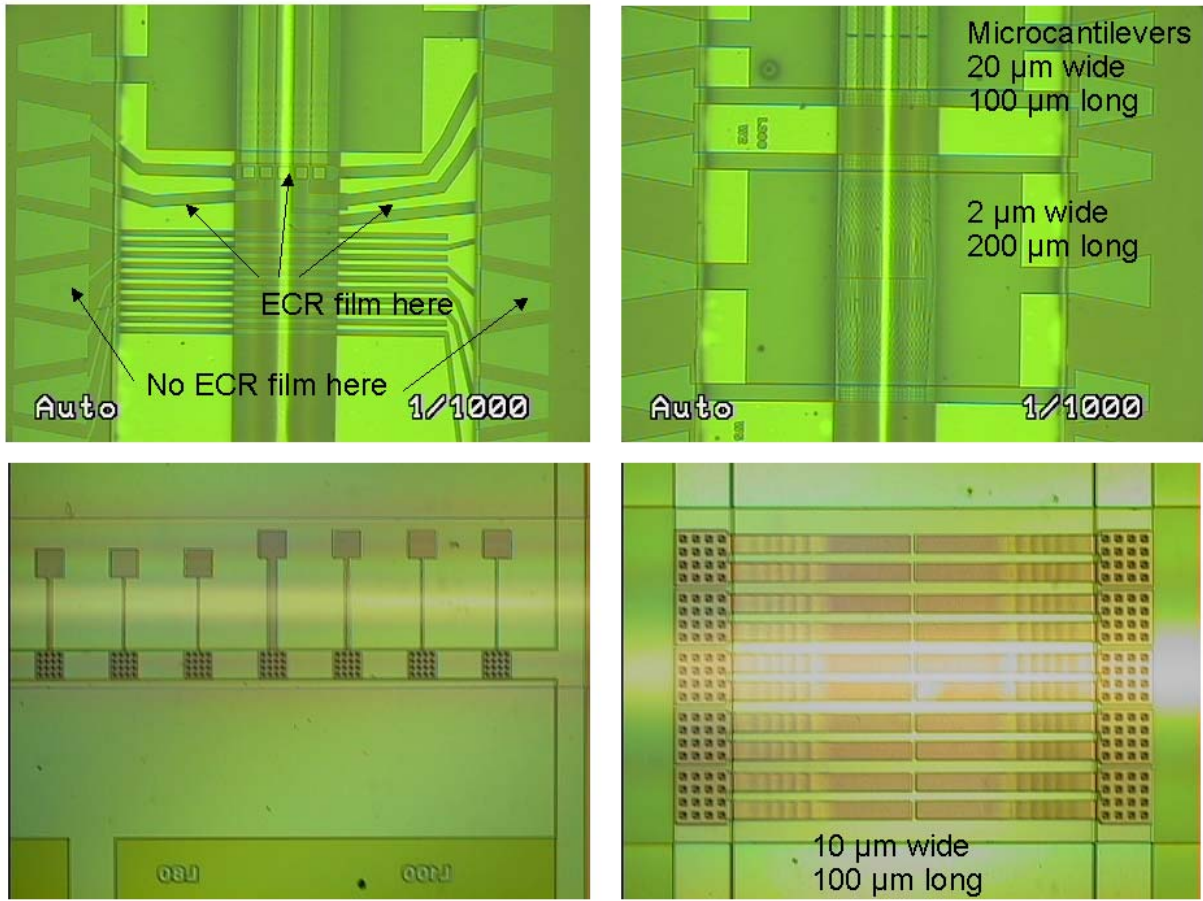 ECR film here
No ECR film here
Auto 1/1000
Microcantilevers
20 µm wide
100 µm long
2 µm wide
200 µm long
Auto 1/1000
L80 L100
10 µm wide
100 µm long